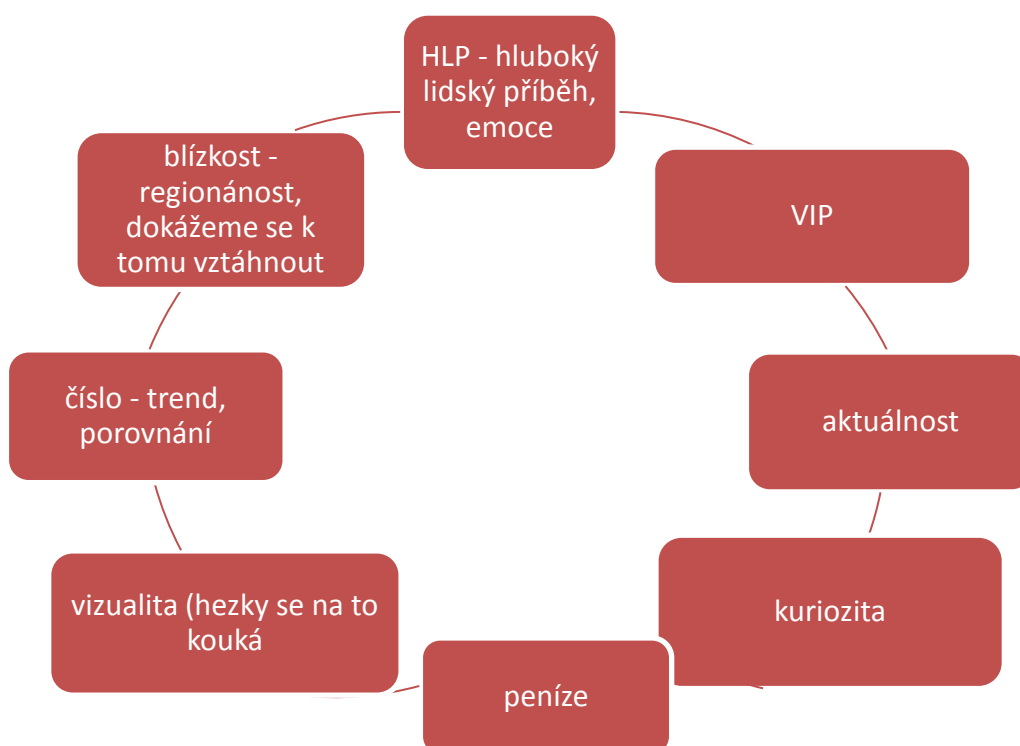 HLP - hluboký
lidský příběh,
emoce
VIP
aktuálnost
kuriozita
peníze
vizualita (hezky se na to
kouká
číslo - trend,
porovnání
blízkost -
regionánost,
dokážeme se k
tomu vztáhnout